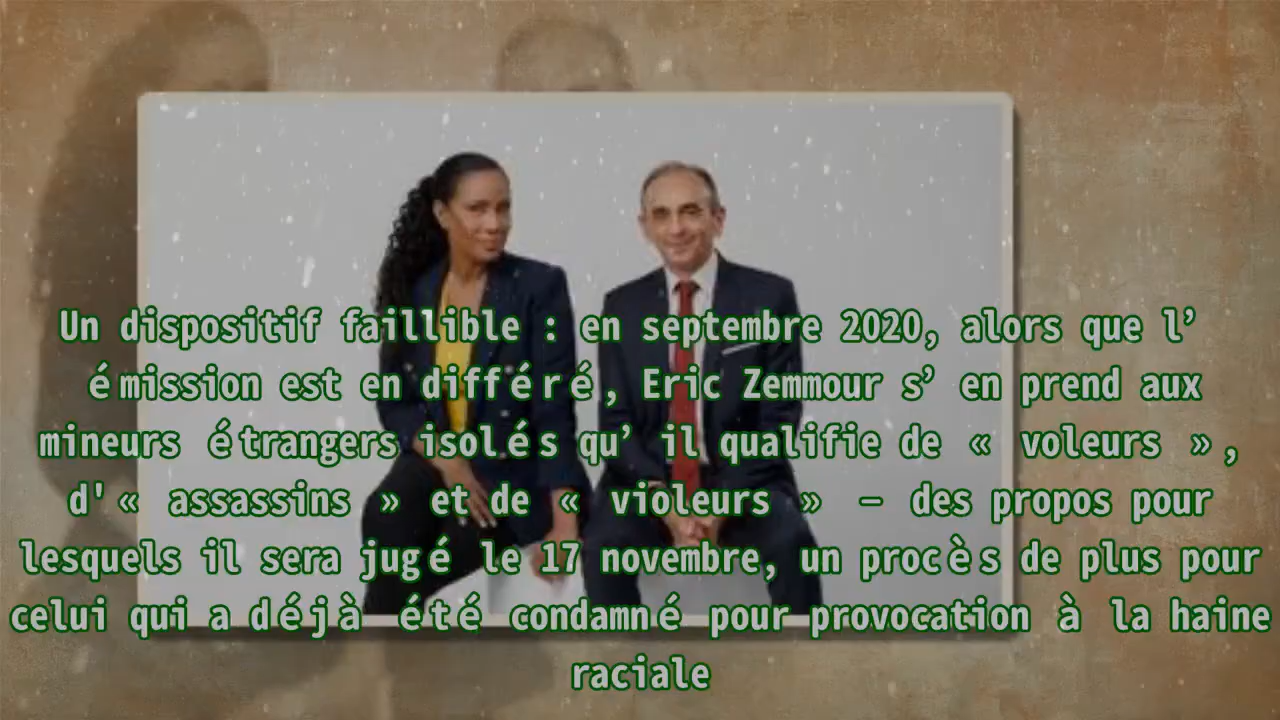 Un dispositif faillible : en septembre 2020, alors que l’
émission est en différé, Eric Zemmour s’ en prend aux
mineurs étrangers isolés qu’ il qualifie de « voleurs »,
d'« assassins » et de « violeurs » – des propos pour
lesquels il sera jugé le 17 novembre, un procès de plus pour
celui qui a déjà été condamné pour provocation à la haine
raciale